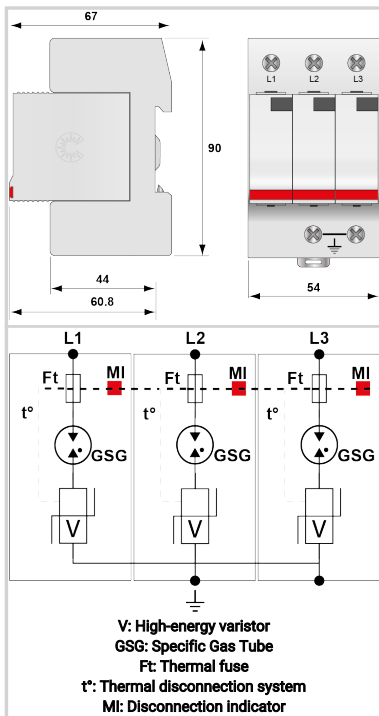 67
L1 L2 L3
90
44
60.8
54
L1 L2 L3
Ft MI Ft MI Ft MI
t° t° t°
GSG GSG GSG
V V V
V: High-energy varistor
GSG: Specific Gas Tube
Ft: Thermal fuse
t°: Thermal disconnection system
MI: Disconnection indicator